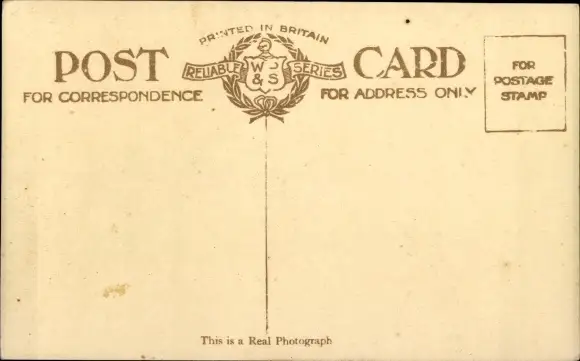 PRINTED IN BRITAIN
POST CARD
RELIABLE W R & S SERIES
FOR CORRESPONDENCE
FOR ADDRESS ONLY
FOR
POSTAGE
STAMP
This is a Real Photograph